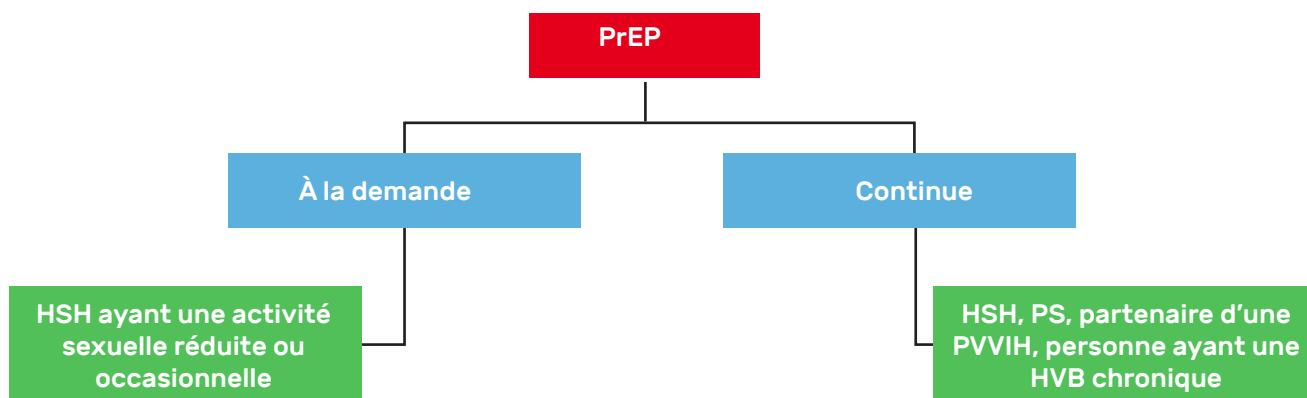 PrEP
À la demande
Continue
HSH ayant une activité
sexuelle réduite ou
occasionnelle
HSH, PS, partenaire d’une
PVVIH, personne ayant une
HVB chronique